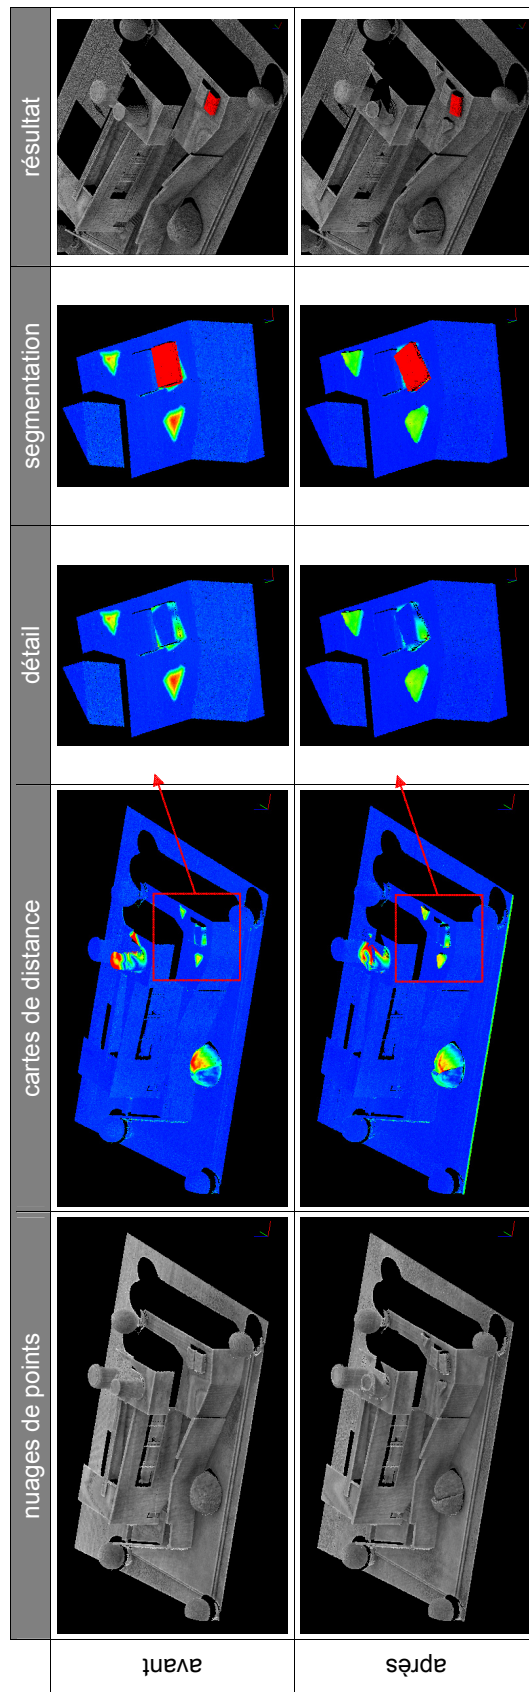 nuages de points
cartes de distance
détail
segmentation
résultat
avant
après